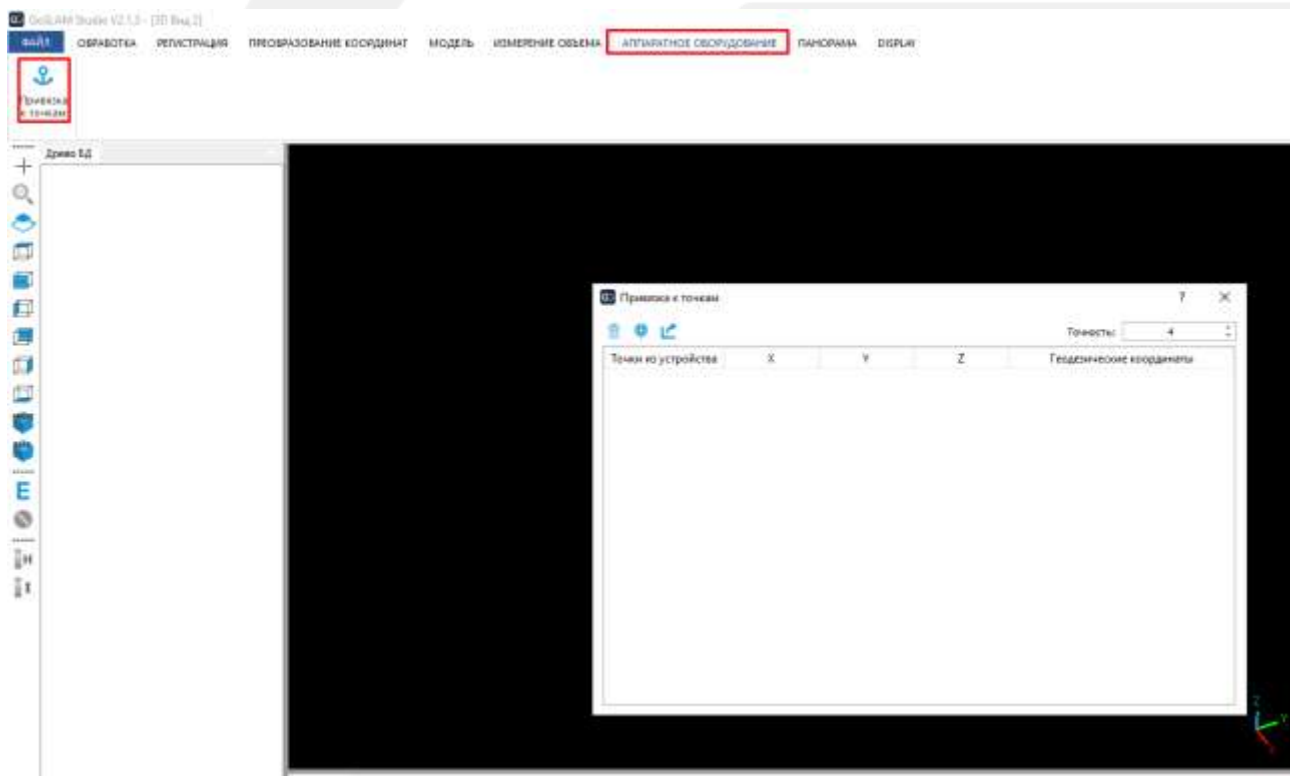 GoSLAM Studio V2.1.3 - [3D Вид 2]
ФАЙЛ ОБРАБОТКА РЕГИСТРАЦИЯ ПРЕОБРАЗОВАНИЕ КООРДИНАТ МОДЕЛЬ ИЗМЕРЕНИЕ ОБЪЕМА АППАРАТНОЕ ОБОРУДОВАНИЕ ПАНОРАМА DISPLAY
Привязка
к точкам
Древо БД
Привязка к точкам
Точность: 4
Точки из устройства X Y Z Геодезические координаты
E
H
I
Z
Y